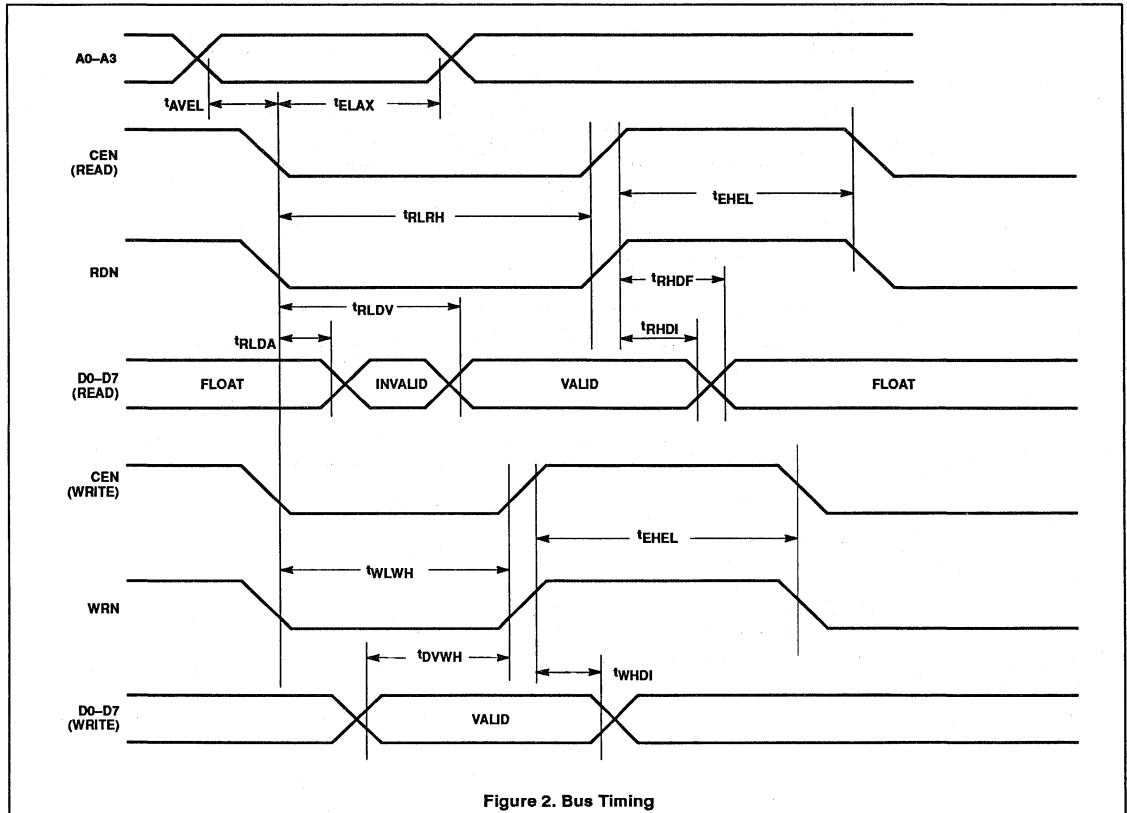 A0–A3
tAVEL
tELAX
CEN
(READ)
tEHEL
tRLRH
RDN
tRHDF
tRLDV
tRHDI
tRLDA
D0–D7
(READ)
FLOAT
INVALID
VALID
FLOAT
CEN
(WRITE)
tEHEL
tWLWH
WRN
tDVWH
tWHDI
D0–D7
(WRITE)
VALID
Figure 2. Bus Timing